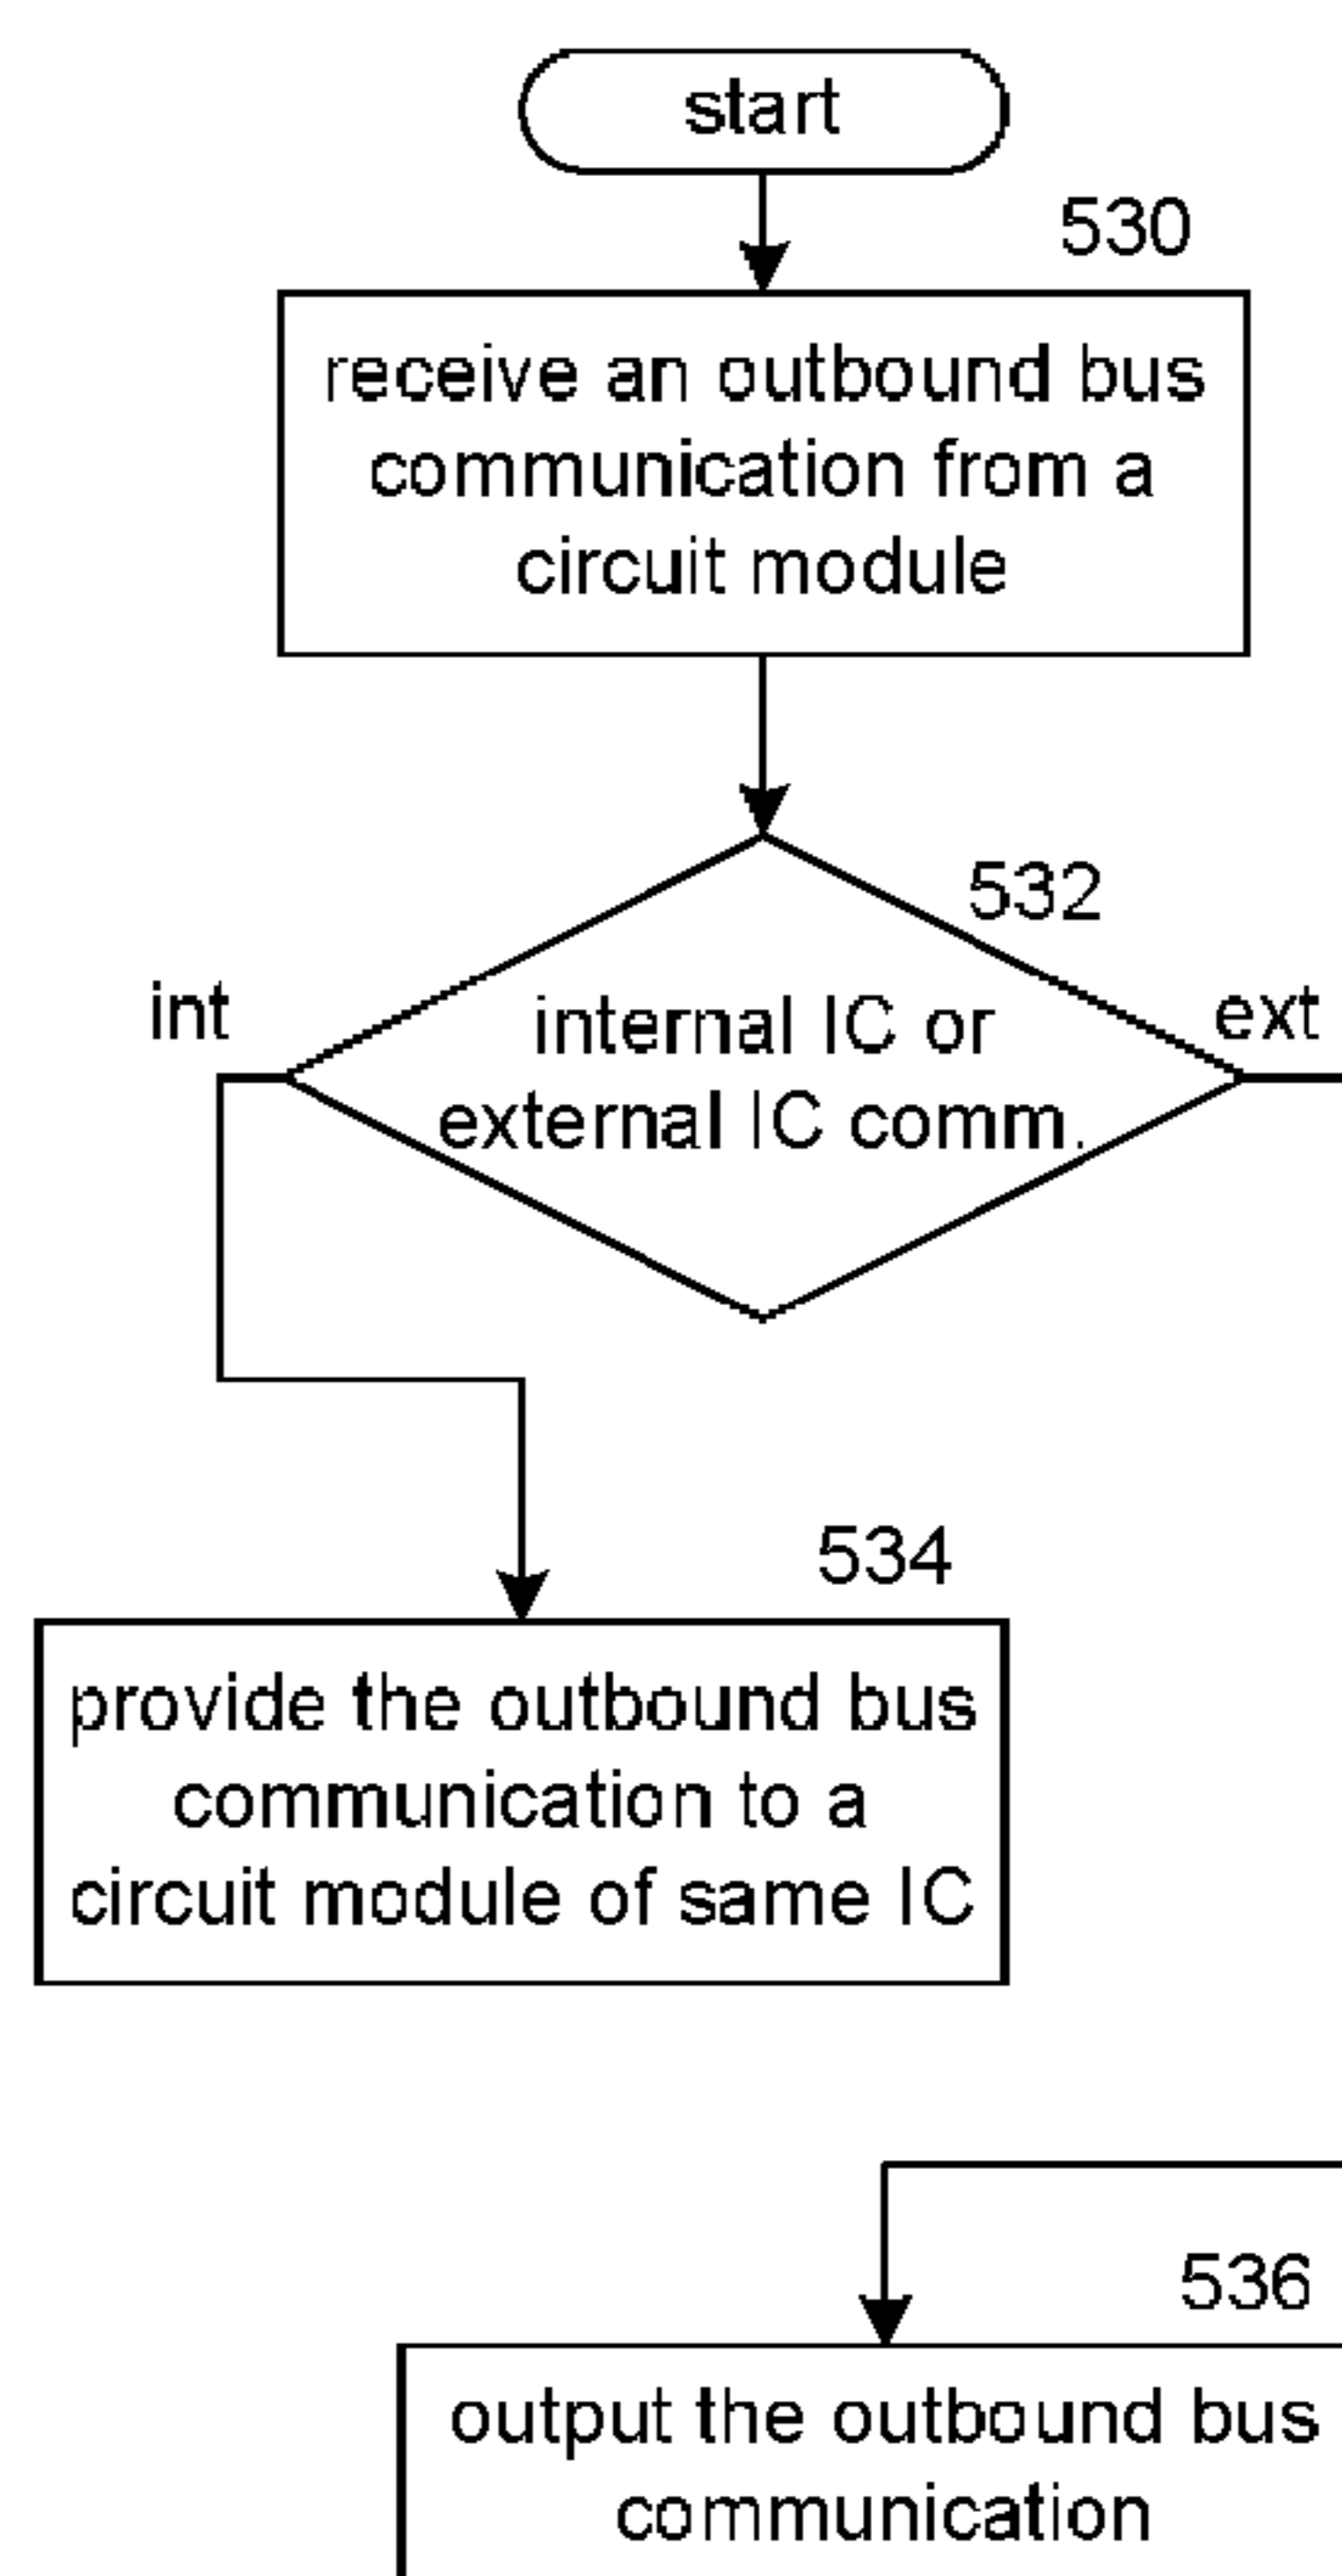 start
530
receive an outbound bus
communication from a
circuit module
532
int
ext
internal IC or
external IC comm.
534
provide the outbound bus
communication to a
circuit module of same IC
536
output the outbound bus
communication